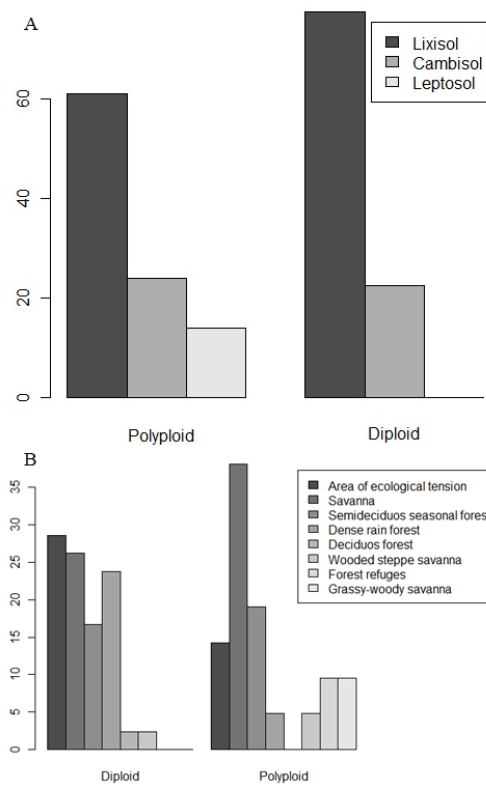 A
Lixisol
Cambisol
Leptosol
60
40
20
0
Polyploid
Diploid
B
Area of ecological tension
Savanna
Semideciduos seasonal fores
Dense rain forest
Deciduos forest
Wooded steppe savanna
Forest refuges
Grassy-woody savanna
35
30
25
20
15
10
5
0
Diploid
Polyploid